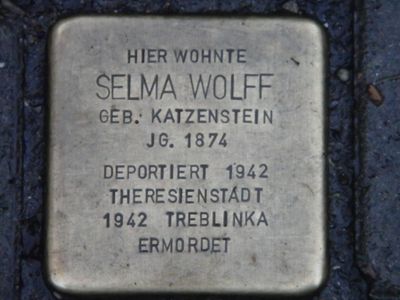 HIER WOHNTE
SELMA WOLFF
GEB. KATZENSTEIN
JG. 1874
DEPORTIERT 1942
THERESIENSTADT
1942 TREBLINKA
ERMORDET